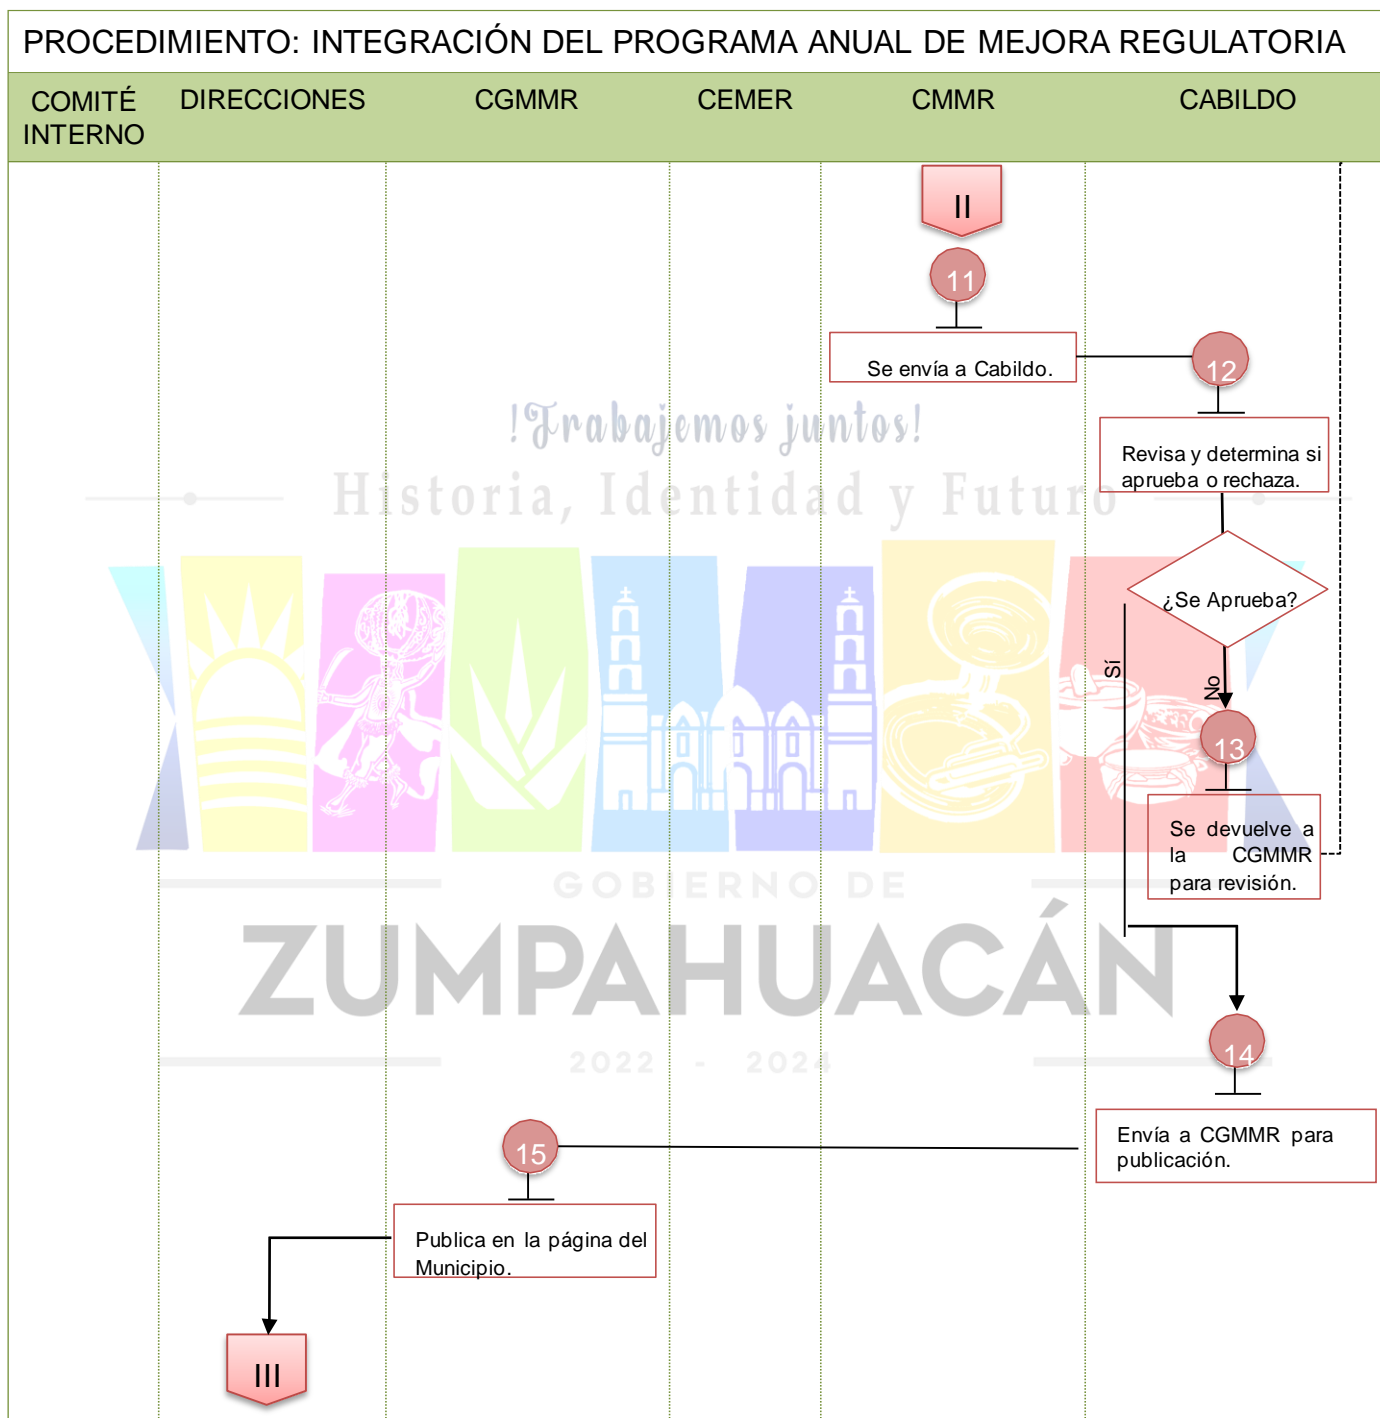 PROCEDIMIENTO: INTEGRACIÓN DEL PROGRAMA ANUAL DE MEJORA REGULATORIA
COMITÉ
INTERNO
DIRECCIONES
CGMMR
CEMER
CMMR
CABILDO
II
11
Se envía a Cabildo.
12
!Trabajemos juntos!
Historia, Identidad y Futuro
Revisa y determina si
aprueba o rechaza.
¿Se Aprueba?
Sí
No
13
Se devuelve a
la CGMMR
para revisión.
GOBIERNO DE
ZUMPAHUACÁN
2022 - 2024
14
Envía a CGMMR para
publicación.
15
Publica en la página del
Municipio.
III